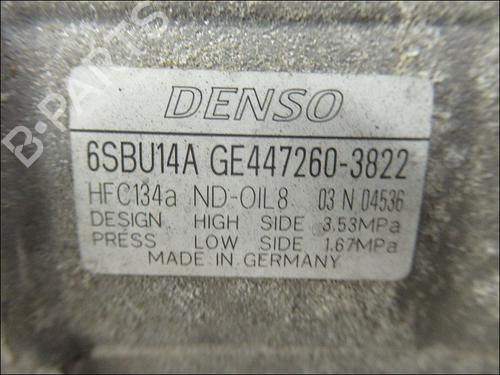 DENSO
6SBU14A GE447260-3822
HFC134a ND-OIL8 03 N 04536
DESIGN HIGH SIDE 3.53MPa
PRESS LOW SIDE 1.67MPa
MADE IN GERMANY
B-PARTS